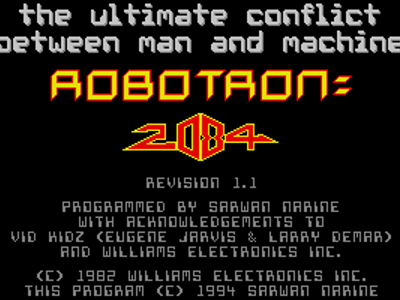 the ultimate conflict
between man and machine
ROBOTRON:
2084
REVISION 1.1
PROGRAMMED BY SARWAN NARINE
WITH ACKNOWLEDGEMENTS TO
VID KIDZ (EUGENE JARVIS & LARRY DEMAR)
AND WILLIAMS ELECTRONICS INC.
(C) 1982 WILLIAMS ELECTRONICS INC.
THIS PROGRAM (C) 1994 SARWAN NARINE